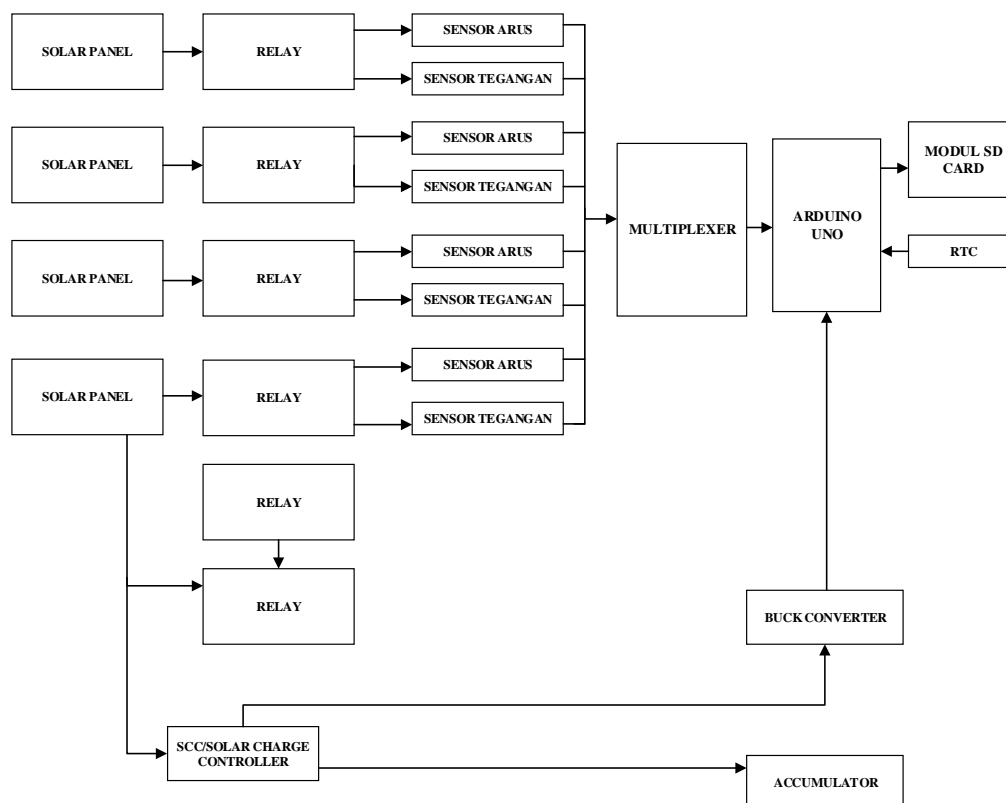 SENSOR ARUS
SOLAR PANEL
RELAY
SENSOR TEGANGAN
SENSOR ARUS
SOLAR PANEL
RELAY
SENSOR TEGANGAN
MULTIPLEXER
ARDUINO
UNO
MODUL SD
CARD
RTC
SENSOR ARUS
SOLAR PANEL
RELAY
SENSOR TEGANGAN
SENSOR ARUS
SOLAR PANEL
RELAY
SENSOR TEGANGAN
RELAY
RELAY
BUCK CONVERTER
SCC/SOLAR CHARGE
CONTROLLER
ACCUMULATOR